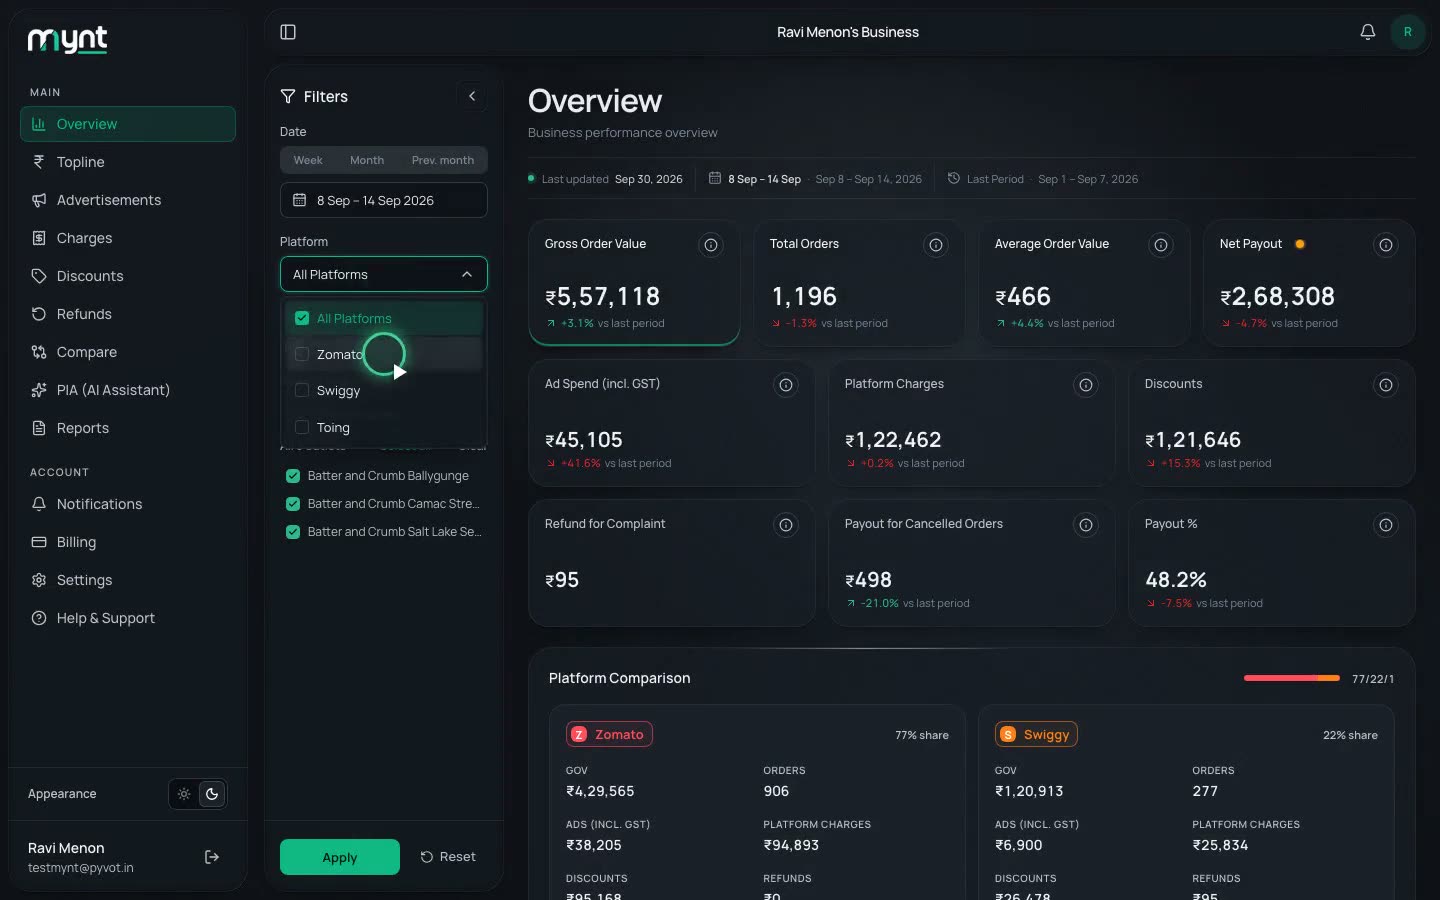 mynt
MAIN
Overview
Topline
Advertisements
Charges
Discounts
Refunds
Compare
PIA (AI Assistant)
Reports
ACCOUNT
Notifications
Billing
Settings
Help & Support
Appearance
Ravi Menon
testmynt@pyvot.in
Ravi Menon's Business
R
Filters
Date
Week Month Prev. month
8 Sep – 14 Sep 2026
Platform
All Platforms
All Platforms
Zomato
Swiggy
Toing
Batter and Crumb Ballygunge
Batter and Crumb Camac Stre...
Batter and Crumb Salt Lake Se...
Apply Reset
Overview
Business performance overview
Last updated Sep 30, 2026 8 Sep – 14 Sep · Sep 8 – Sep 14, 2026 Last Period · Sep 1 – Sep 7, 2026
Gross Order Value
₹5,57,118
+3.1% vs last period
Total Orders
1,196
-1.3% vs last period
Average Order Value
₹466
+4.4% vs last period
Net Payout
₹2,68,308
-4.7% vs last period
Ad Spend (incl. GST)
₹45,105
+41.6% vs last period
Platform Charges
₹1,22,462
+0.2% vs last period
Discounts
₹1,21,646
+15.3% vs last period
Refund for Complaint
₹95
Payout for Cancelled Orders
₹498
-21.0% vs last period
Payout %
48.2%
-7.5% vs last period
Platform Comparison
77/22/1
Z Zomato 77% share
GOV ORDERS
₹4,29,565 906
ADS (INCL. GST) PLATFORM CHARGES
₹38,205 ₹94,893
DISCOUNTS REFUNDS
₹95,168 ₹0
S Swiggy 22% share
GOV ORDERS
₹1,20,913 277
ADS (INCL. GST) PLATFORM CHARGES
₹6,900 ₹25,834
DISCOUNTS REFUNDS
₹26,478 ₹95